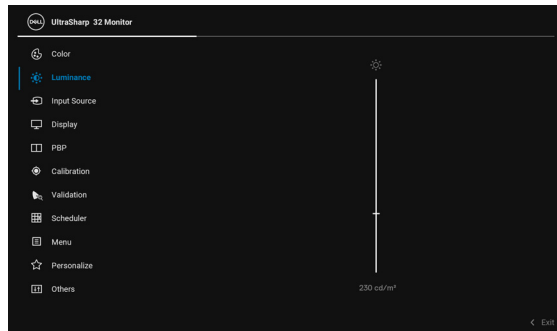 DELL UltraSharp 32 Monitor
Color
Luminance
Input Source
Display
PBP
Calibration
Validation
Scheduler
Menu
Personalize
Others
230 cd/m²
Exit